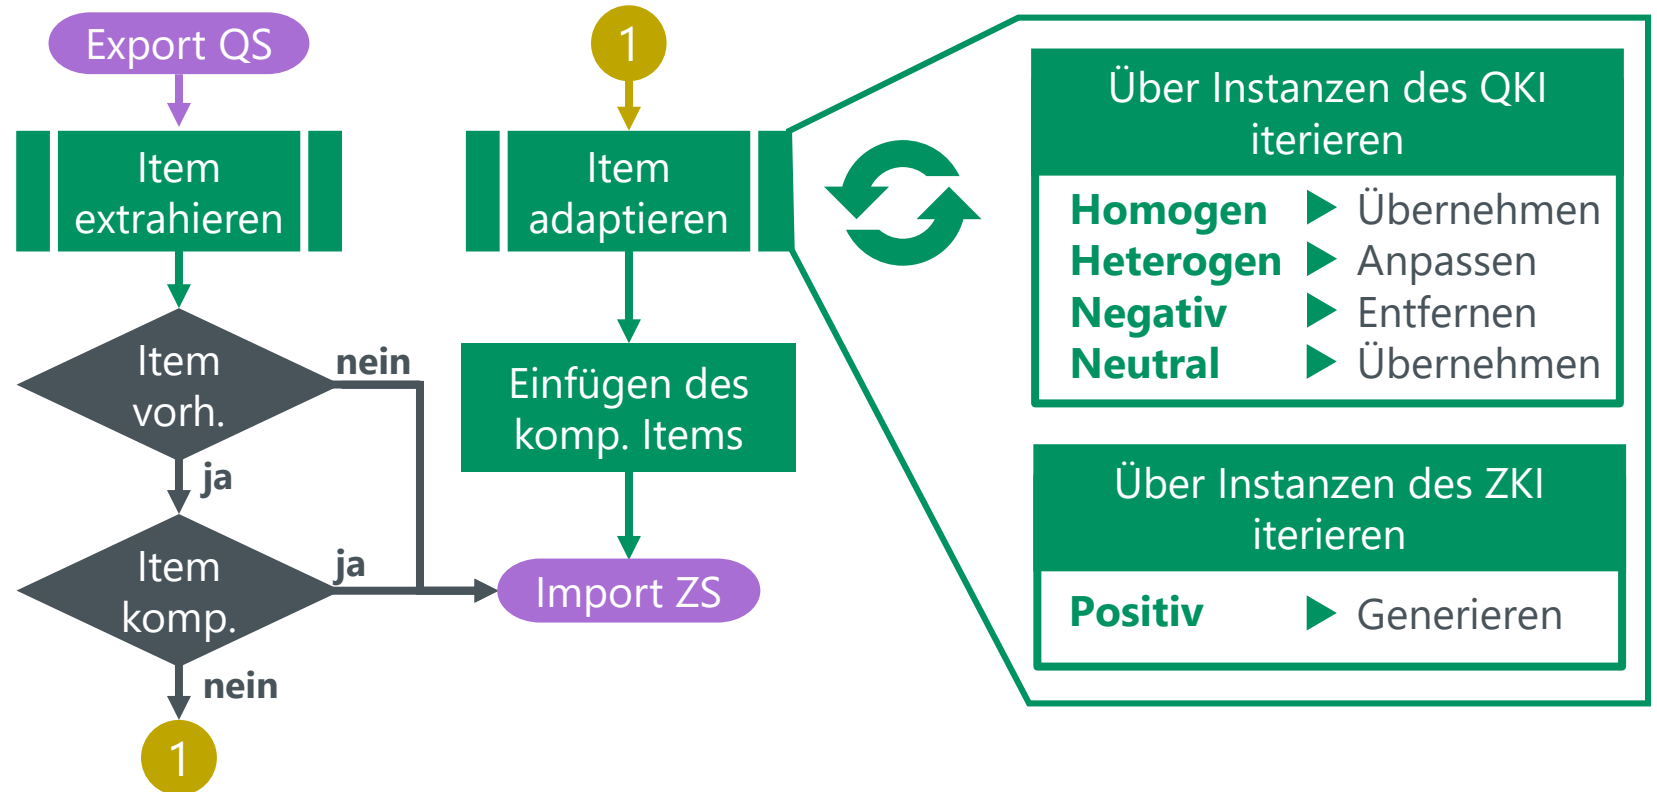 Export QS
Item
extrahieren
Item
vorh.
nein
ja
Item
komp.
ja
nein
1
1
Item
adaptieren
Einfügen des
komp. Items
Import ZS
Über Instanzen des QKI
iterieren
Homogen Übernehmen
Heterogen Anpassen
Negativ Entfernen
Neutral Übernehmen
Über Instanzen des ZKI
iterieren
Positiv Generieren